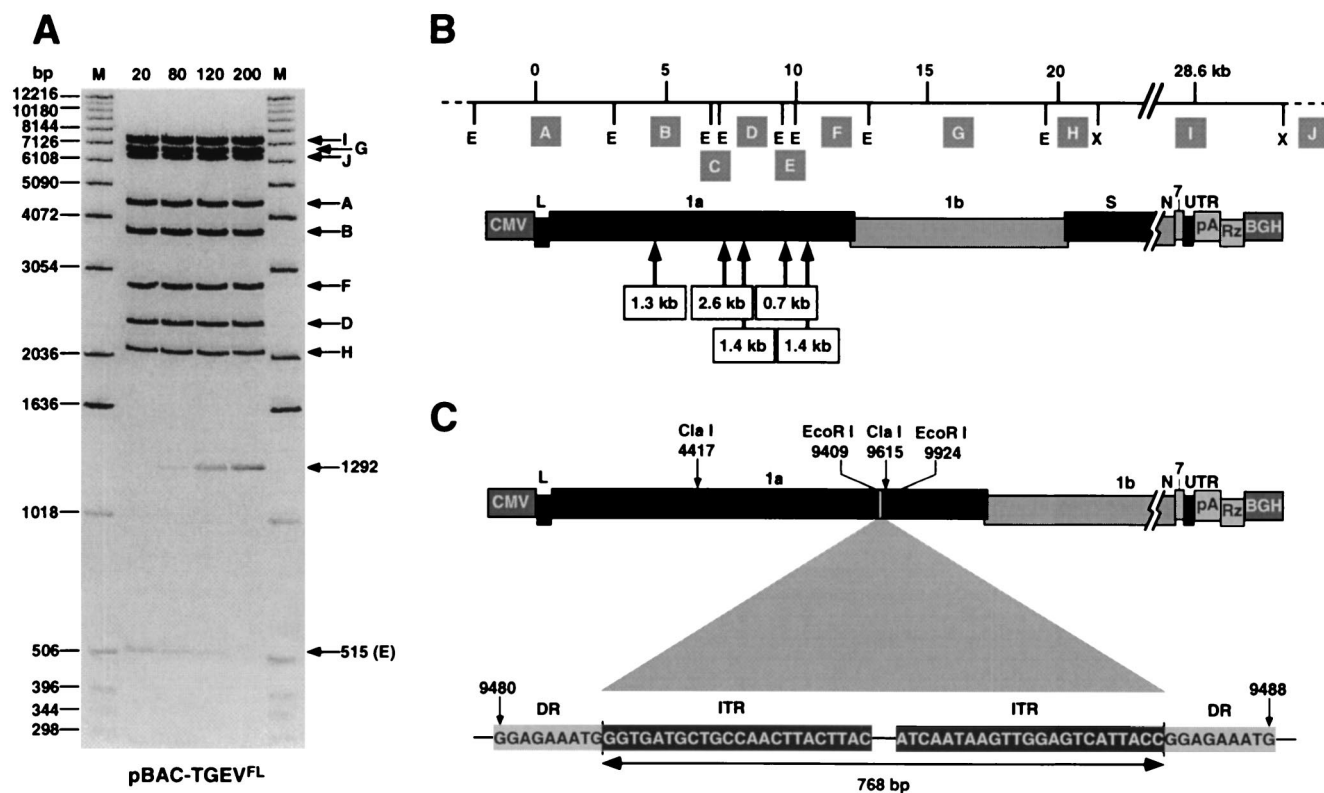 A
bp M 20 80 120 200 M
12216
10180
8144
7126
6108
5090
4072
3054
2036
1636
1018
506
396
344
298
I
G
J
A
B
F
D
H
1292
515 (E)
pBAC-TGEVFL
B
0 5 10 15 20 28.6 kb
E E E E E E E E X X
A B D F G H I J
C E
L 1a 1b S N 7 UTR
CMV pA Rz BGH
1.3 kb 2.6 kb 0.7 kb
1.4 kb 1.4 kb
C
Cla I EcoR I Cla I EcoR I
4417 9409 9615 9924
L 1a 1b N 7 UTR
CMV pA Rz BGH
9480 9488
DR ITR ITR DR
GGAGAAATG GGTGATGCTGCCAACTTACTTAC ATCAATAAGTTGGAGTCATTACC GGAGAAATG
768 bp